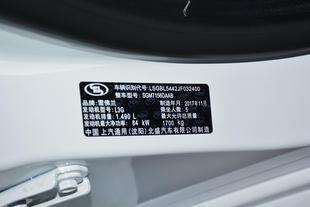 车辆识别代号 LSGBL5442JF032400
整车型号 SGM7156DAAB
品牌 雪佛兰 制造年月 2017年11月
发动机型号 L3G 乘坐人数 5
发动机排量 1.490 L 最大允许总质量
发动机最大净功率 84 kW 1700 Kg
中国 上汽通用(沈阳)北盛汽车有限公司制造